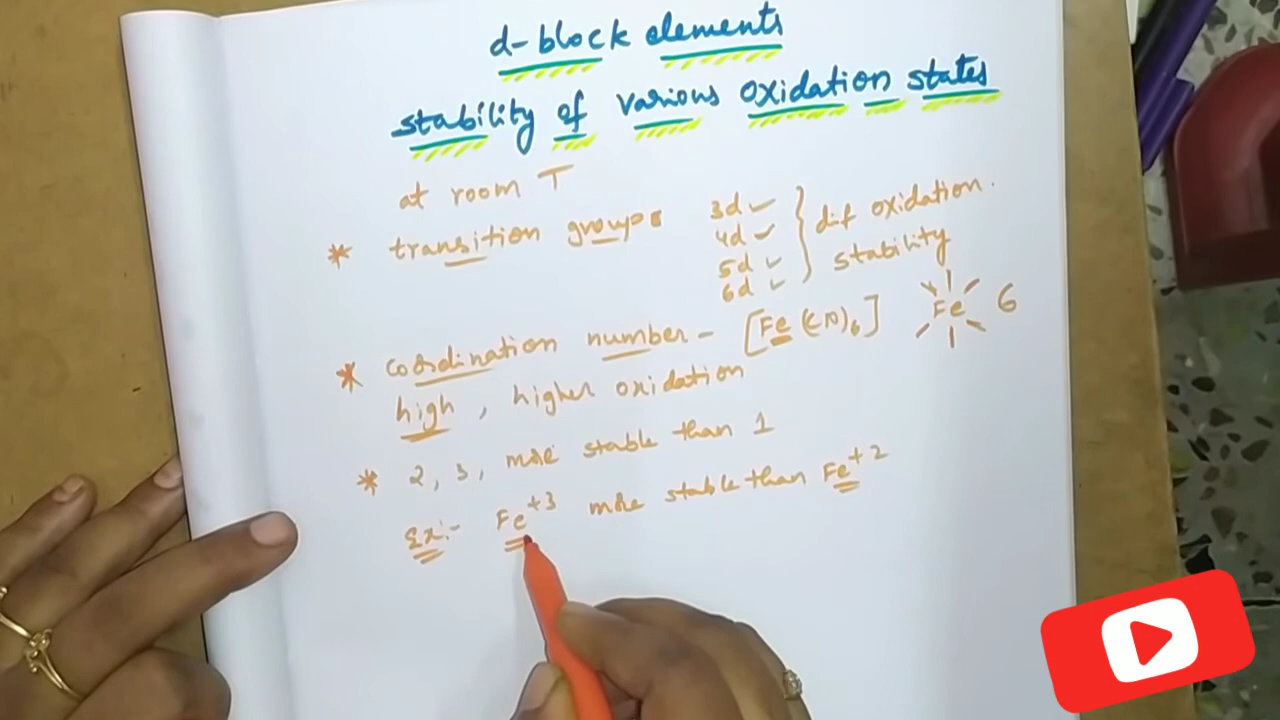 d-block elements
stability of various oxidation states
at room T
* transition groups
3d ✓
4d ✓
5d ✓
6d ✓
dif oxidation.
stability
* coordination number - [Fe (CN)6] Fe 6
high, higher oxidation
* 2, 3, more stable than 1
Ex:- Fe+3 more stable than Fe+2